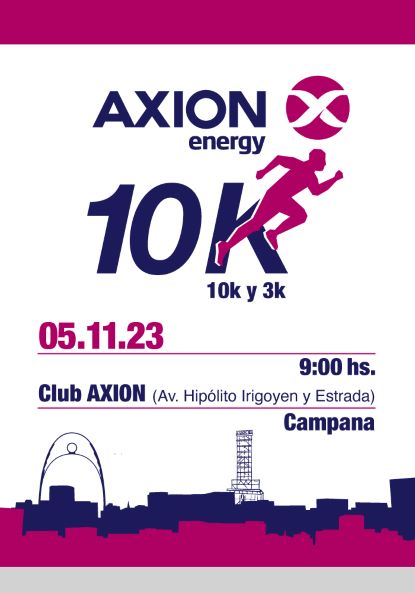 AXION
energy
10K
10k y 3k
05.11.23
9:00 hs.
Club AXION (Av. Hipólito Irigoyen y Estrada)
Campana